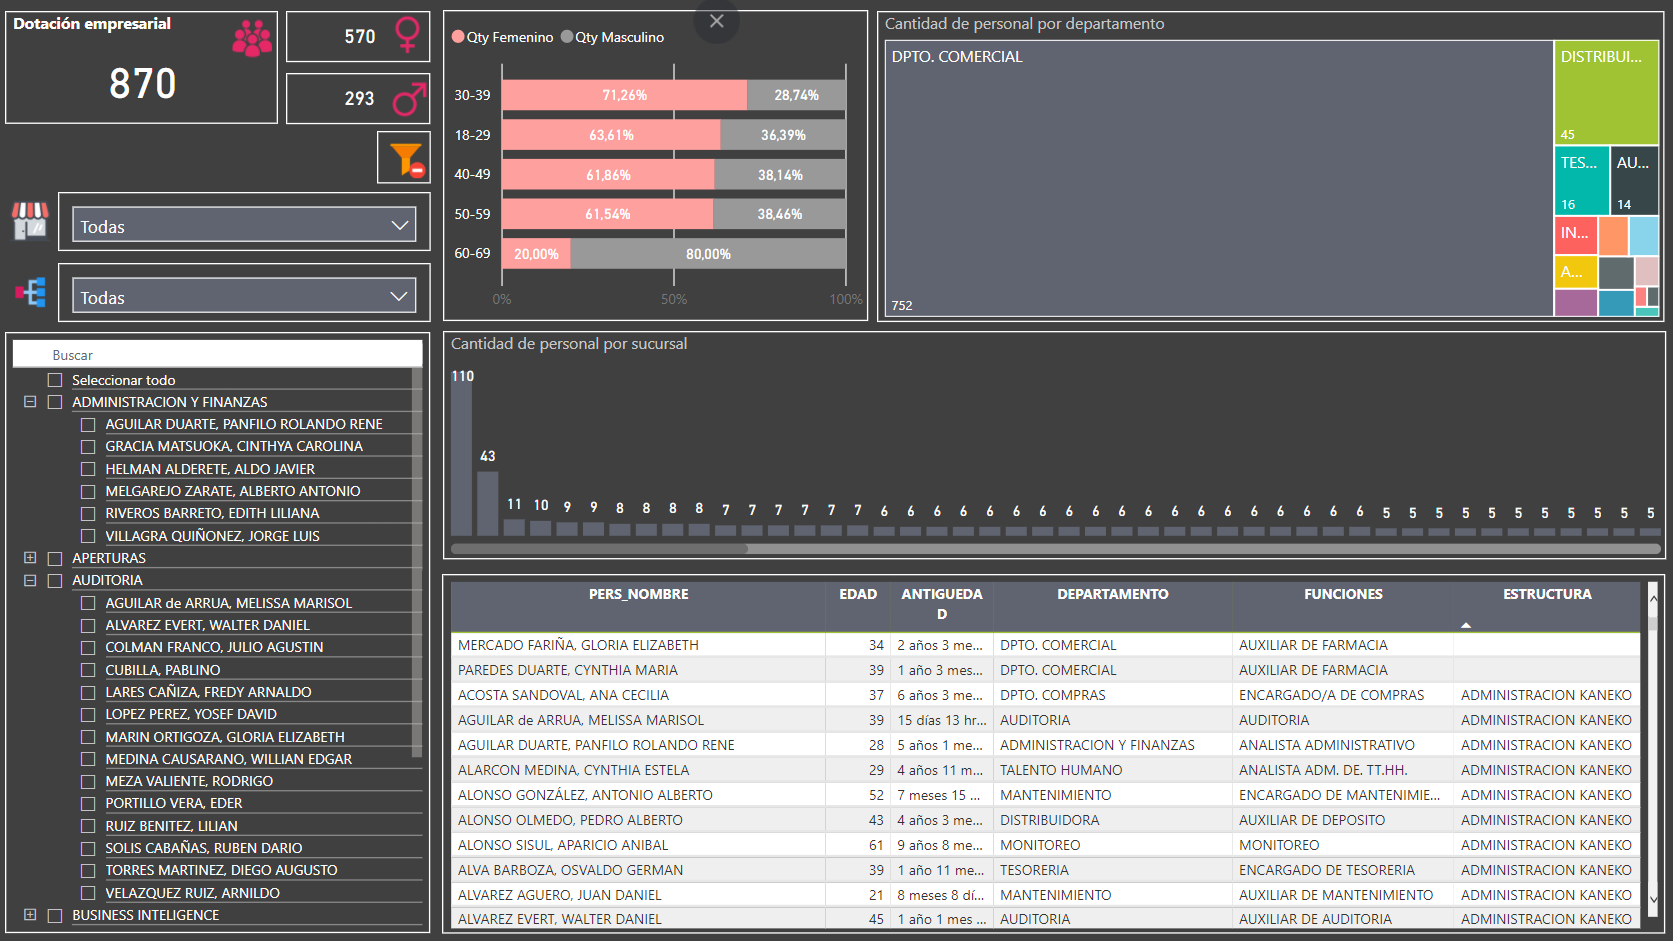 Dotación empresarial
870
570
293
Todas
Todas
Buscar
Seleccionar todo
ADMINISTRACION Y FINANZAS
AGUILAR DUARTE, PANFILO ROLANDO RENE
GRACIA MATSUOKA, CINTHYA CAROLINA
HELMAN ALDERETE, ALDO JAVIER
MELGAREJO ZARATE, ALBERTO ANTONIO
RIVEROS BARRETO, EDITH LILIANA
VILLAGRA QUIÑONEZ, JORGE LUIS
APERTURAS
AUDITORIA
AGUILAR de ARRUA, MELISSA MARISOL
ALVAREZ EVERT, WALTER DANIEL
COLMAN FRANCO, JULIO AGUSTIN
CUBILLA, PABLINO
LARES CAÑIZA, FREDY ARNALDO
LOPEZ PEREZ, YOSEF DAVID
MARIN ORTIGOZA, GLORIA ELIZABETH
MEDINA CAUSARANO, WILLIAN EDGAR
MEZA VALIENTE, RODRIGO
PORTILLO VERA, EDER
RUIZ BENITEZ, LILIAN
SOLIS CABAÑAS, RUBEN DARIO
TORRES MARTINEZ, DIEGO AUGUSTO
VELAZQUEZ RUIZ, ARNILDO
BUSINESS INTELIGENCE
Qty Femenino Qty Masculino
30-39 71,26% 28,74%
18-29 63,61% 36,39%
40-49 61,86% 38,14%
50-59 61,54% 38,46%
60-69 20,00% 80,00%
0% 50% 100%
Cantidad de personal por departamento
DPTO. COMERCIAL
752
DISTRIBUI...
45
TES...
16
AU...
14
IN...
A...
Cantidad de personal por sucursal
110 43 11 10 9 9 8 8 8 8 7 7 7 7 7 7 6 6 6 6 6 6 6 6 6 6 6 6 6 6 6 6 6 6 6 5 5 5 5 5 5 5 5 5 5 5
PERS_NOMBRE EDAD ANTIGUEDA
D DEPARTAMENTO FUNCIONES ESTRUCTURA
MERCADO FARIÑA, GLORIA ELIZABETH 34 2 años 3 me... DPTO. COMERCIAL AUXILIAR DE FARMACIA
PAREDES DUARTE, CYNTHIA MARIA 39 1 año 3 mes... DPTO. COMERCIAL AUXILIAR DE FARMACIA
ACOSTA SANDOVAL, ANA CECILIA 37 6 años 3 me... DPTO. COMPRAS ENCARGADO/A DE COMPRAS ADMINISTRACION KANEKO
AGUILAR de ARRUA, MELISSA MARISOL 39 15 días 13 hr... AUDITORIA AUDITORIA ADMINISTRACION KANEKO
AGUILAR DUARTE, PANFILO ROLANDO RENE 28 5 años 1 me... ADMINISTRACION Y FINANZAS ANALISTA ADMINISTRATIVO ADMINISTRACION KANEKO
ALARCON MEDINA, CYNTHIA ESTELA 29 4 años 11 m... TALENTO HUMANO ANALISTA ADM. DE. TT.HH. ADMINISTRACION KANEKO
ALONSO GONZÁLEZ, ANTONIO ALBERTO 52 7 meses 15 ... MANTENIMIENTO ENCARGADO DE MANTENIMIE... ADMINISTRACION KANEKO
ALONSO OLMEDO, PEDRO ALBERTO 43 4 años 3 me... DISTRIBUIDORA AUXILIAR DE DEPOSITO ADMINISTRACION KANEKO
ALONSO SISUL, APARICIO ANIBAL 61 9 años 8 me... MONITOREO MONITOREO ADMINISTRACION KANEKO
ALVA BARBOZA, OSVALDO GERMAN 39 1 año 11 me... TESORERIA ENCARGADO DE TESORERIA ADMINISTRACION KANEKO
ALVAREZ AGUERO, JUAN DANIEL 21 8 meses 8 dí... MANTENIMIENTO AUXILIAR DE MANTENIMIENTO ADMINISTRACION KANEKO
ALVAREZ EVERT, WALTER DANIEL 45 1 año 1 mes ... AUDITORIA AUXILIAR DE AUDITORIA ADMINISTRACION KANEKO